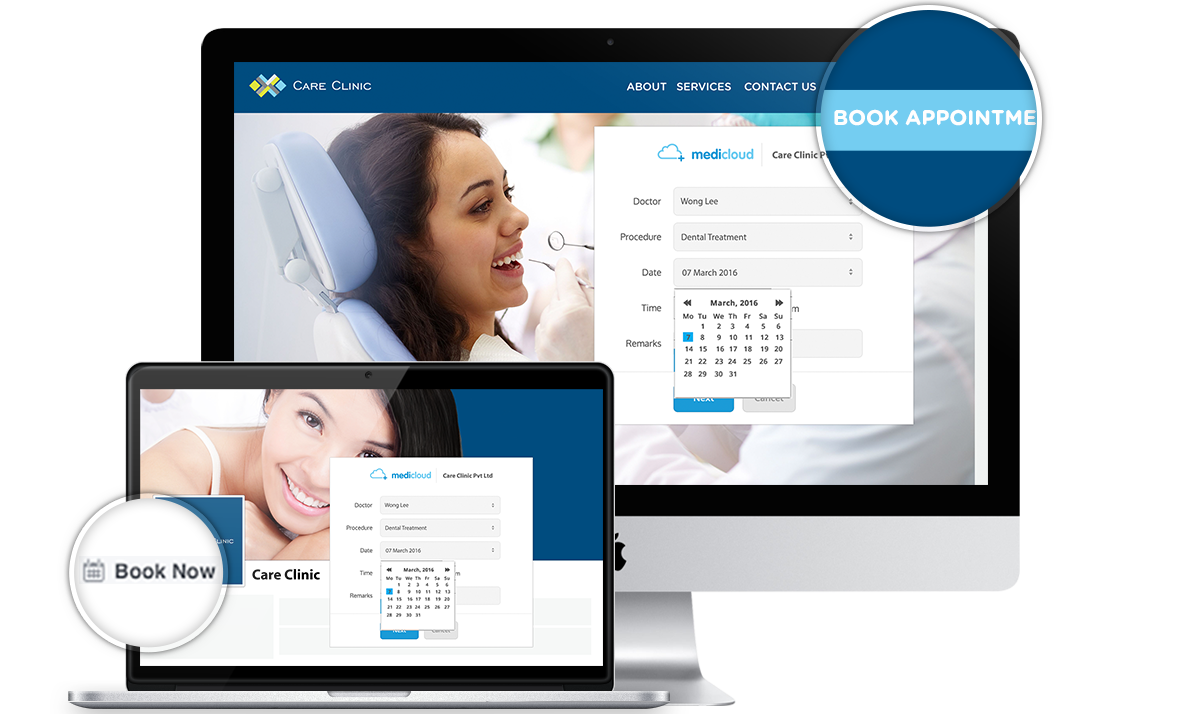 CARE CLINIC
ABOUT SERVICES CONTACT US
BOOK APPOINTME
medicloud Care Clinic P
Doctor Wong Lee
Procedure Dental Treatment
Date 07 March 2016
Time m
March, 2016
Mo Tu We Th Fr Sa Su
1 2 3 4 5 6
7 8 9 10 11 12 13
14 15 16 17 18 19 20
21 22 23 24 25 26 27
28 29 30 31
Remarks
Next Cancel
medicloud Care Clinic Pvt Ltd
Doctor Wong Lee
Procedure Dental Treatment
Date 07 March 2016
Time m
March, 2016
Mo Tu We Th Fr Sa Su
1 2 3 4 5 6
7 8 9 10 11 12 13
14 15 16 17 18 19 20
21 22 23 24 25 26 27
28 29 30 31
Remarks
Next Cancel
NIC
Book Now
Care Clinic